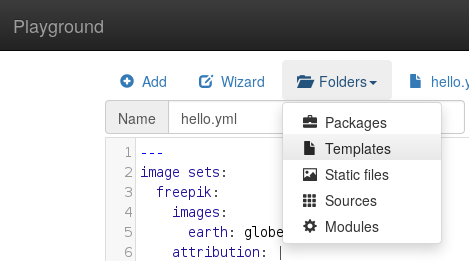 Playground
Add Wizard Folders hello.y
Name hello.yml
Packages
Templates
Static files
Sources
Modules
1 ---
2 image sets:
3 freepik:
4 images:
5 earth: globe
6 attribution: |